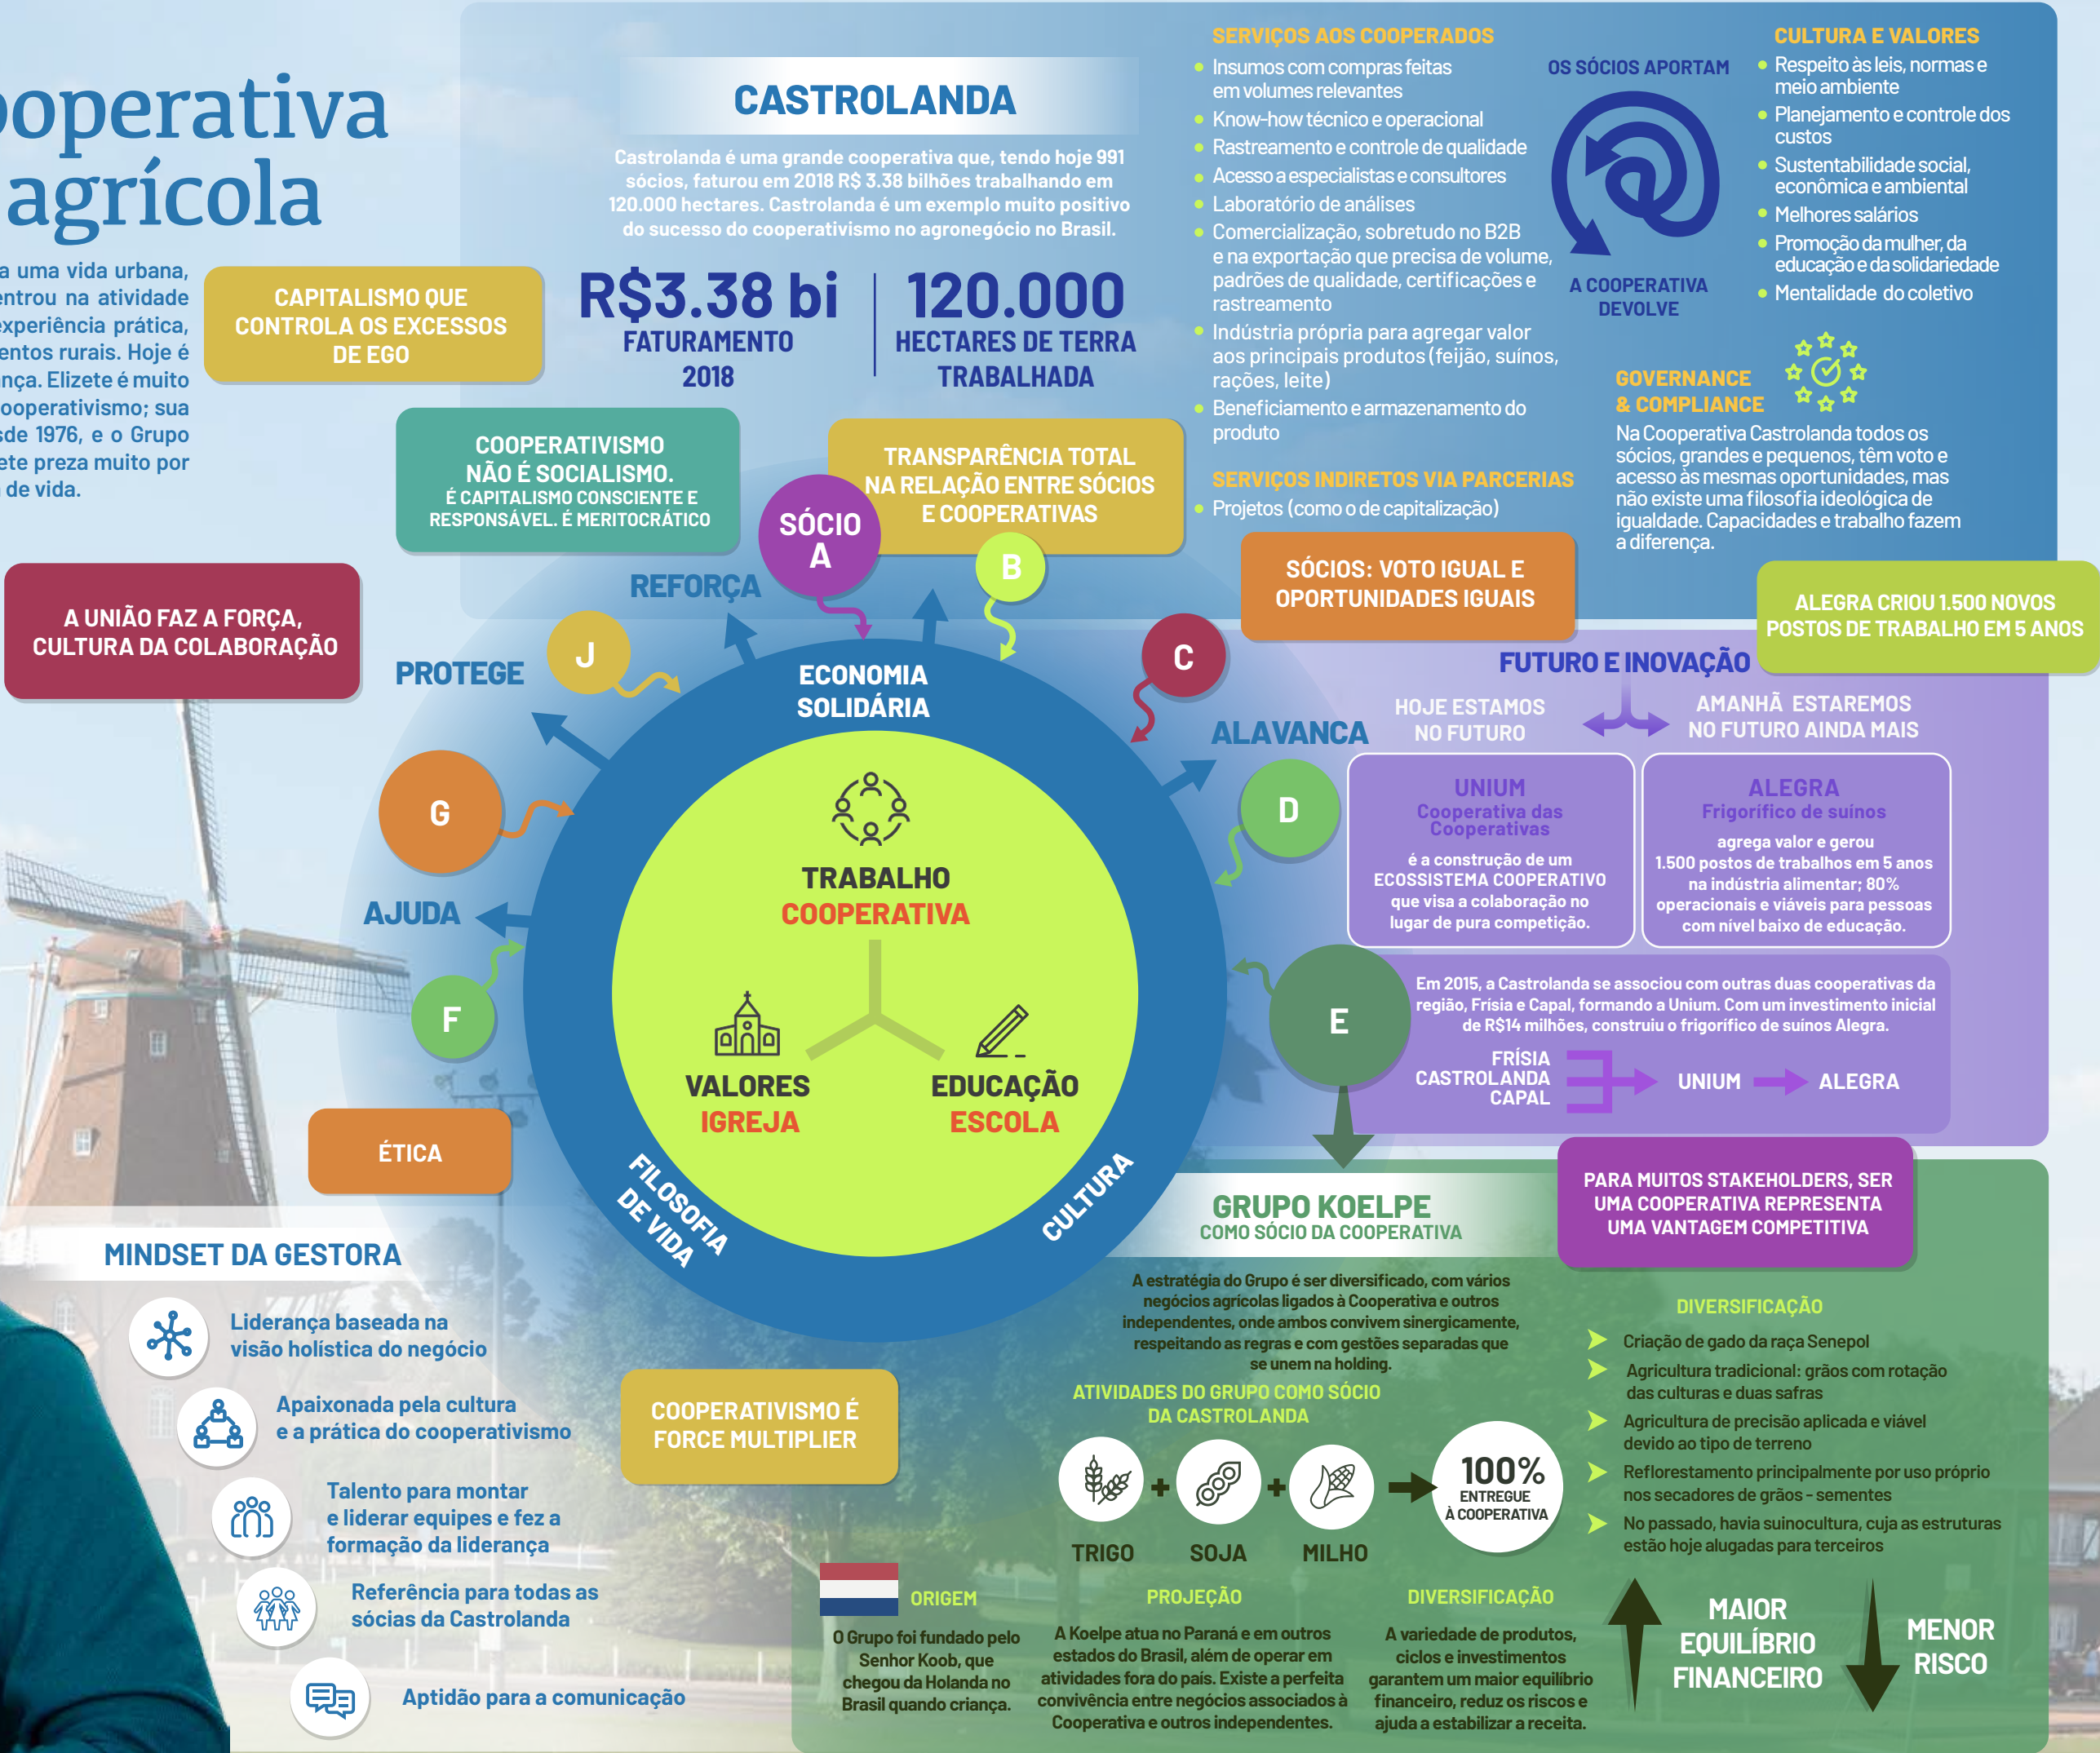 ooperativa
agrícola
a uma vida urbana,
entrou na atividade
experiência prática,
entos rurais. Hoje é
nça. Elizete é muito
ooperativismo; sua
sde 1976, e o Grupo
ete preza muito por
de vida.
CAPITALISMO QUE
CONTROLA OS EXCESSOS
DE EGO
A UNIÃO FAZ A FORÇA,
CULTURA DA COLABORAÇÃO
CASTROLANDA
Castrolanda é uma grande cooperativa que, tendo hoje 991
sócios, faturou em 2018 R$ 3.38 bilhões trabalhando em
120.000 hectares. Castrolanda é um exemplo muito positivo
do sucesso do cooperativismo no agronegócio no Brasil.
R$3.38 bi
FATURAMENTO
2018
120.000
HECTARES DE TERRA
TRABALHADA
COOPERATIVISMO
NÃO É SOCIALISMO.
É CAPITALISMO CONSCIENTE E
RESPONSÁVEL. É MERITOCRÁTICO
TRANSPARÊNCIA TOTAL
NA RELAÇÃO ENTRE SÓCIOS
E COOPERATIVAS
SERVIÇOS AOS COOPERADOS
Insumos com compras feitas
em volumes relevantes
Know-how técnico e operacional
Rastreamento e controle de qualidade
Acesso a especialistas e consultores
Laboratório de análises
Comercialização, sobretudo no B2B
e na exportação que precisa de volume,
padrões de qualidade, certificações e
rastreamento
Indústria própria para agregar valor
aos principais produtos (feijão, suínos,
rações, leite)
Beneficiamento e armazenamento do
produto
SERVIÇOS INDIRETOS VIA PARCERIAS
Projetos (como o de capitalização)
OS SÓCIOS APORTAM
A COOPERATIVA
DEVOLVE
CULTURA E VALORES
Respeito às leis, normas e
meio ambiente
Planejamento e controle dos
custos
Sustentabilidade social,
econômica e ambiental
Melhores salários
Promoção da mulher, da
educação e da solidariedade
Mentalidade do coletivo
GOVERNANCE
& COMPLIANCE
Na Cooperativa Castrolanda todos os
sócios, grandes e pequenos, têm voto e
acesso às mesmas oportunidades, mas
não existe uma filosofia ideológica de
igualdade. Capacidades e trabalho fazem
a diferença.
SÓCIOS: VOTO IGUAL E
OPORTUNIDADES IGUAIS
ALEGRA CRIOU 1.500 NOVOS
POSTOS DE TRABALHO EM 5 ANOS
SÓCIO
A
B
C
D
E
F
G
J
REFORÇA
PROTEGE
AJUDA
ALAVANCA
ECONOMIA
SOLIDÁRIA
TRABALHO
COOPERATIVA
VALORES
IGREJA
EDUCAÇÃO
ESCOLA
FILOSOFIA
DE VIDA
CULTURA
ÉTICA
FUTURO E INOVAÇÃO
HOJE ESTAMOS
NO FUTURO
AMANHÃ ESTAREMOS
NO FUTURO AINDA MAIS
UNIUM
Cooperativa das
Cooperativas
é a construção de um
ECOSSISTEMA COOPERATIVO
que visa a colaboração no
lugar de pura competição.
ALEGRA
Frigorífico de suínos
agrega valor e gerou
1.500 postos de trabalhos em 5 anos
na indústria alimentar; 80%
operacionais e viáveis para pessoas
com nível baixo de educação.
Em 2015, a Castrolanda se associou com outras duas cooperativas da
região, Frísia e Capal, formando a Unium. Com um investimento inicial
de R$14 milhões, construiu o frigorífico de suínos Alegra.
FRÍSIA
CASTROLANDA
CAPAL
UNIUM
ALEGRA
PARA MUITOS STAKEHOLDERS, SER
UMA COOPERATIVA REPRESENTA
UMA VANTAGEM COMPETITIVA
MINDSET DA GESTORA
Liderança baseada na
visão holística do negócio
Apaixonada pela cultura
e a prática do cooperativismo
Talento para montar
e liderar equipes e fez a
formação da liderança
Referência para todas as
sócias da Castrolanda
Aptidão para a comunicação
COOPERATIVISMO É
FORCE MULTIPLIER
GRUPO KOELPE
COMO SÓCIO DA COOPERATIVA
A estratégia do Grupo é ser diversificado, com vários
negócios agrícolas ligados à Cooperativa e outros
independentes, onde ambos convivem sinergicamente,
respeitando as regras e com gestões separadas que
se unem na holding.
ATIVIDADES DO GRUPO COMO SÓCIO
DA CASTROLANDA
TRIGO
+
SOJA
+
MILHO
100%
ENTREGUE
À COOPERATIVA
DIVERSIFICAÇÃO
Criação de gado da raça Senepol
Agricultura tradicional: grãos com rotação
das culturas e duas safras
Agricultura de precisão aplicada e viável
devido ao tipo de terreno
Reflorestamento principalmente por uso próprio
nos secadores de grãos - sementes
No passado, havia suinocultura, cuja as estruturas
estão hoje alugadas para terceiros
ORIGEM
O Grupo foi fundado pelo
Senhor Koob, que
chegou da Holanda no
Brasil quando criança.
PROJEÇÃO
A Koelpe atua no Paraná e em outros
estados do Brasil, além de operar em
atividades fora do país. Existe a perfeita
convivência entre negócios associados à
Cooperativa e outros independentes.
DIVERSIFICAÇÃO
A variedade de produtos,
ciclos e investimentos
garantem um maior equilíbrio
financeiro, reduz os riscos e
ajuda a estabilizar a receita.
MAIOR
EQUILÍBRIO
FINANCEIRO
MENOR
RISCO